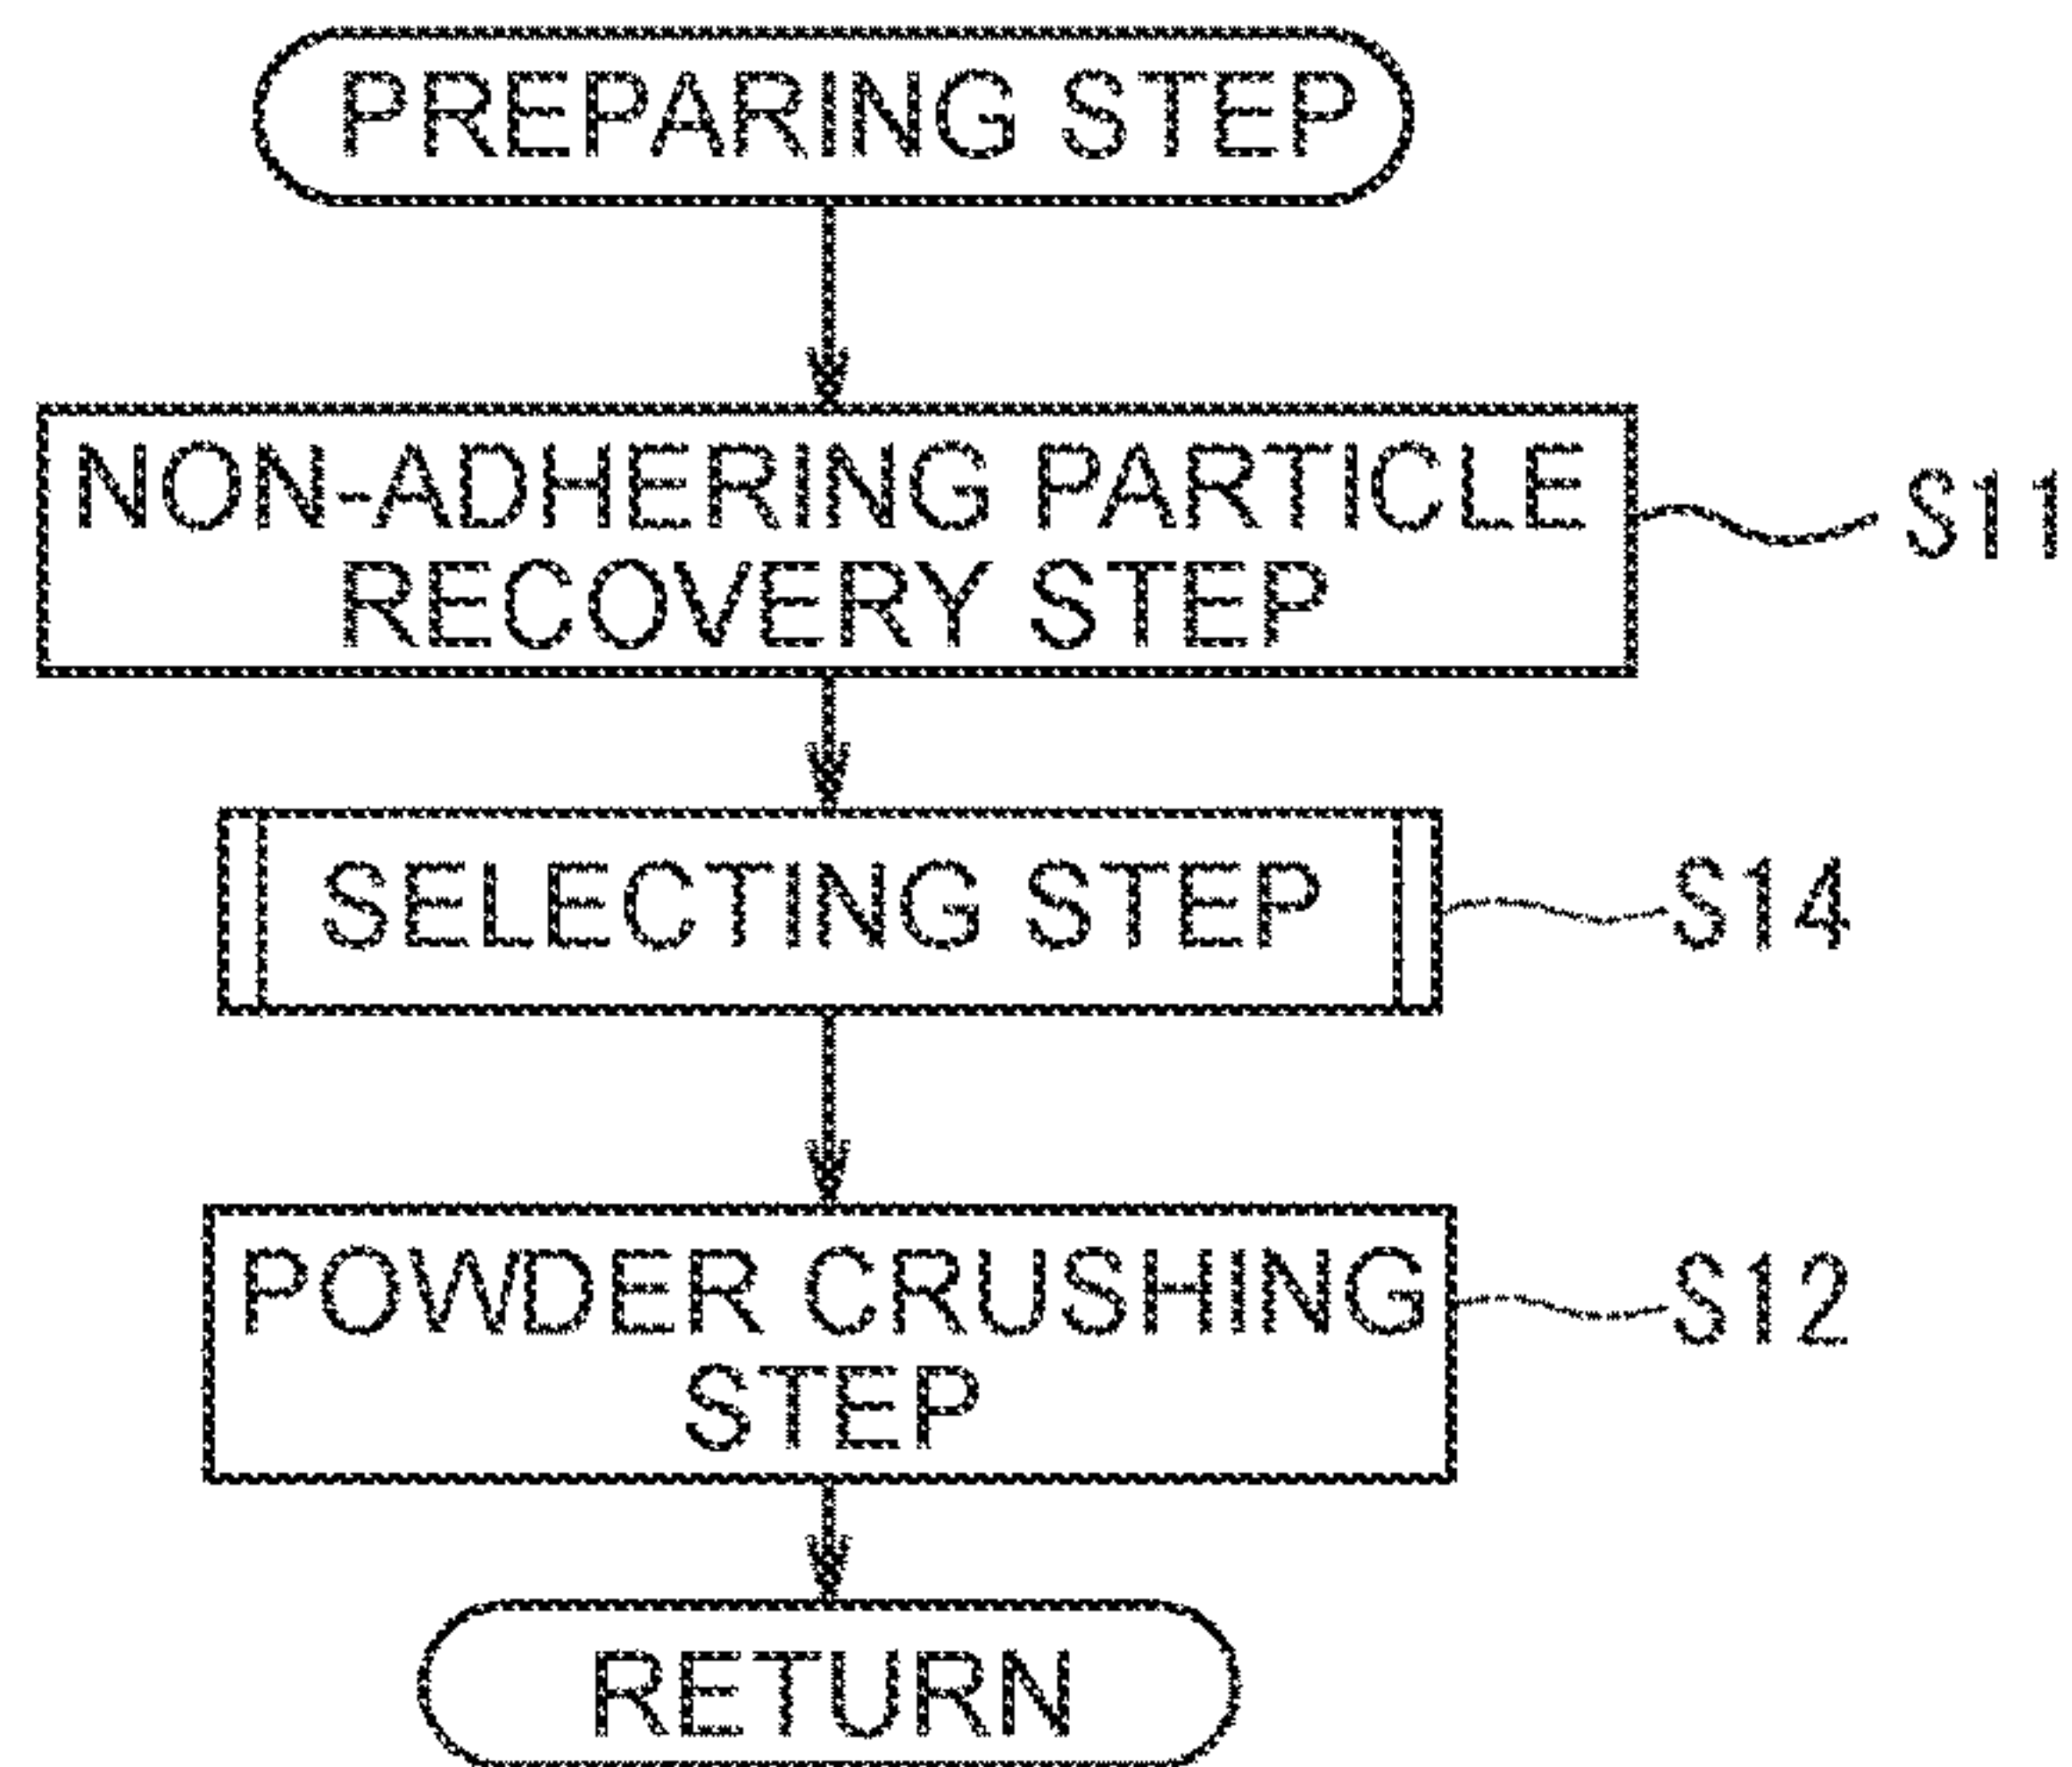 PREPARING STEP
NON-ADHERING PARTICLE
RECOVERY STEP
S11
SELECTING STEP
S14
POWDER CRUSHING
STEP
S12
RETURN